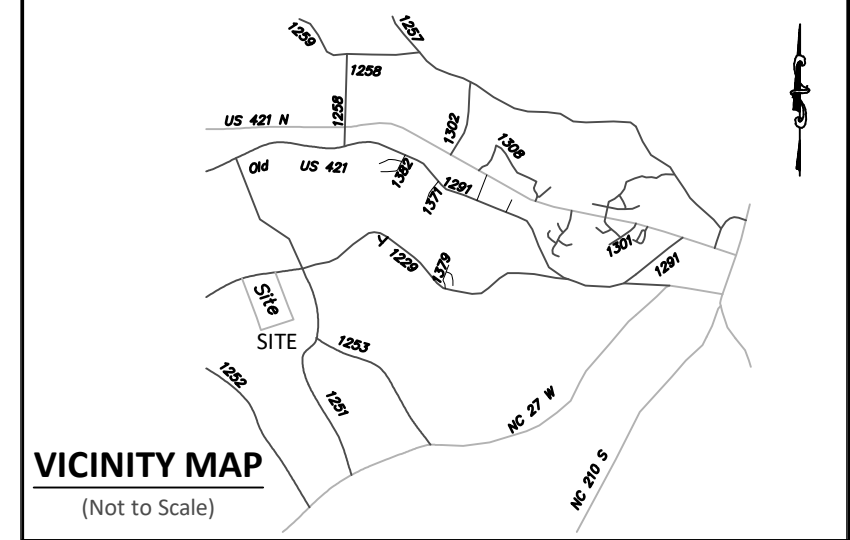 1259
1257
1258
1258
US 421 N
1302
1308
Old US 421
1382
1371
1291
1301
1291
1229
1379
Site
SITE
1253
1252
1251
NC 27 W
NC 210 S
VICINITY MAP
(Not to Scale)